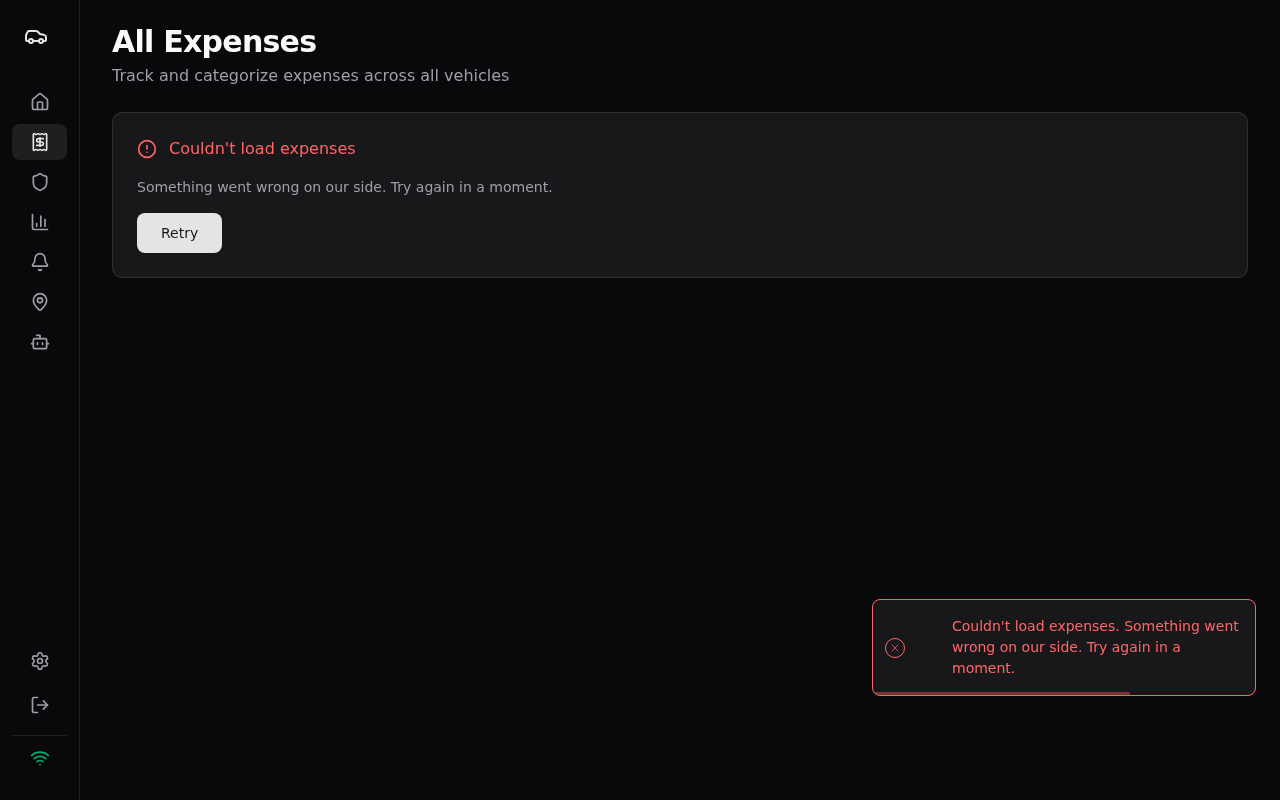 All Expenses
Track and categorize expenses across all vehicles
Couldn't load expenses
Something went wrong on our side. Try again in a moment.
Retry
Couldn't load expenses. Something went
wrong on our side. Try again in a
moment.